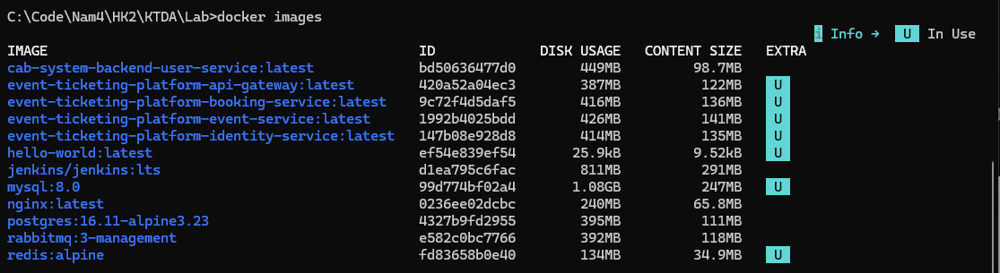 C:\Code\Nam4\HK2\KTDA\Lab>docker images
i Info → U In Use
IMAGE ID DISK USAGE CONTENT SIZE EXTRA
cab-system-backend-user-service:latest bd50636477d0 449MB 98.7MB
event-ticketing-platform-api-gateway:latest 420a52a04ec3 387MB 122MB U
event-ticketing-platform-booking-service:latest 9c72f4d5daf5 416MB 136MB U
event-ticketing-platform-event-service:latest 1992b4025bdd 426MB 141MB U
event-ticketing-platform-identity-service:latest 147b08e928d8 414MB 135MB U
hello-world:latest ef54e839ef54 25.9kB 9.52kB U
jenkins/jenkins:lts d1ea795c6fac 811MB 291MB
mysql:8.0 99d774bf02a4 1.08GB 247MB U
nginx:latest 0236ee02dcbc 240MB 65.8MB
postgres:16.11-alpine3.23 4327b9fd2955 395MB 111MB
rabbitmq:3-management e582c0bc7766 392MB 118MB
redis:alpine fd83658b0e40 134MB 34.9MB U